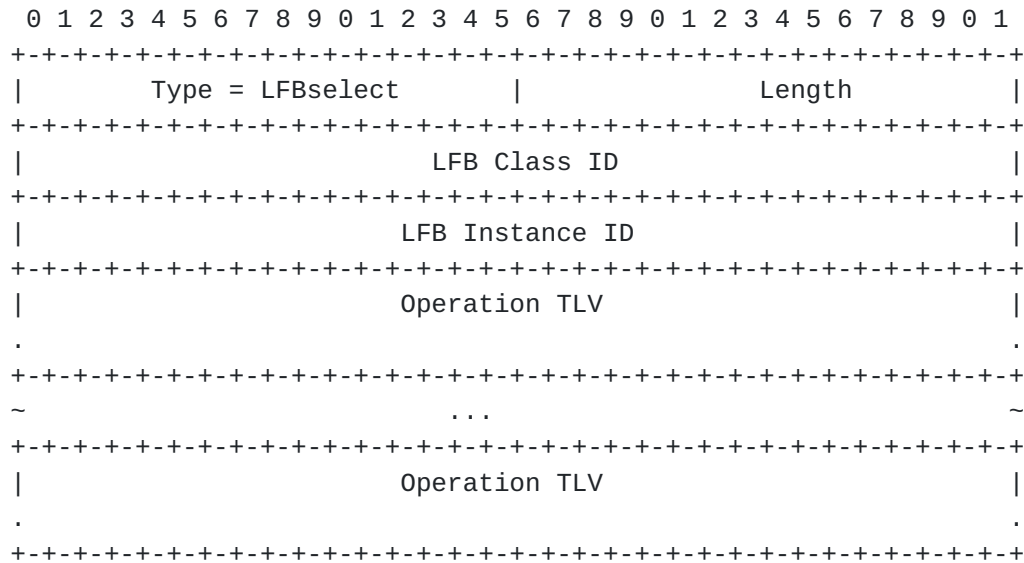 0 1 2 3 4 5 6 7 8 9 0 1 2 3 4 5 6 7 8 9 0 1 2 3 4 5 6 7 8 9 0 1
+-+-+-+-+-+-+-+-+-+-+-+-+-+-+-+-+-+-+-+-+-+-+-+-+-+-+-+-+-+-+-+-+
|        Type = LFBselect       |               Length          |
+-+-+-+-+-+-+-+-+-+-+-+-+-+-+-+-+-+-+-+-+-+-+-+-+-+-+-+-+-+-+-+-+
|                          LFB Class ID                         |
+-+-+-+-+-+-+-+-+-+-+-+-+-+-+-+-+-+-+-+-+-+-+-+-+-+-+-+-+-+-+-+-+
|                        LFB Instance ID                        |
+-+-+-+-+-+-+-+-+-+-+-+-+-+-+-+-+-+-+-+-+-+-+-+-+-+-+-+-+-+-+-+-+
|                        Operation TLV                          |
.                                                               .
+-+-+-+-+-+-+-+-+-+-+-+-+-+-+-+-+-+-+-+-+-+-+-+-+-+-+-+-+-+-+-+-+
~                           ...                                 ~
+-+-+-+-+-+-+-+-+-+-+-+-+-+-+-+-+-+-+-+-+-+-+-+-+-+-+-+-+-+-+-+-+
|                        Operation TLV                          |
.                                                               .
+-+-+-+-+-+-+-+-+-+-+-+-+-+-+-+-+-+-+-+-+-+-+-+-+-+-+-+-+-+-+-+-+